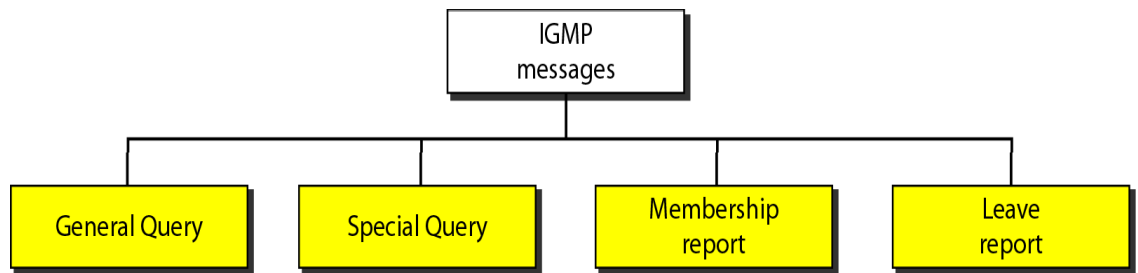 IGMP
messages
General Query
Special Query
Membership
report
Leave
report